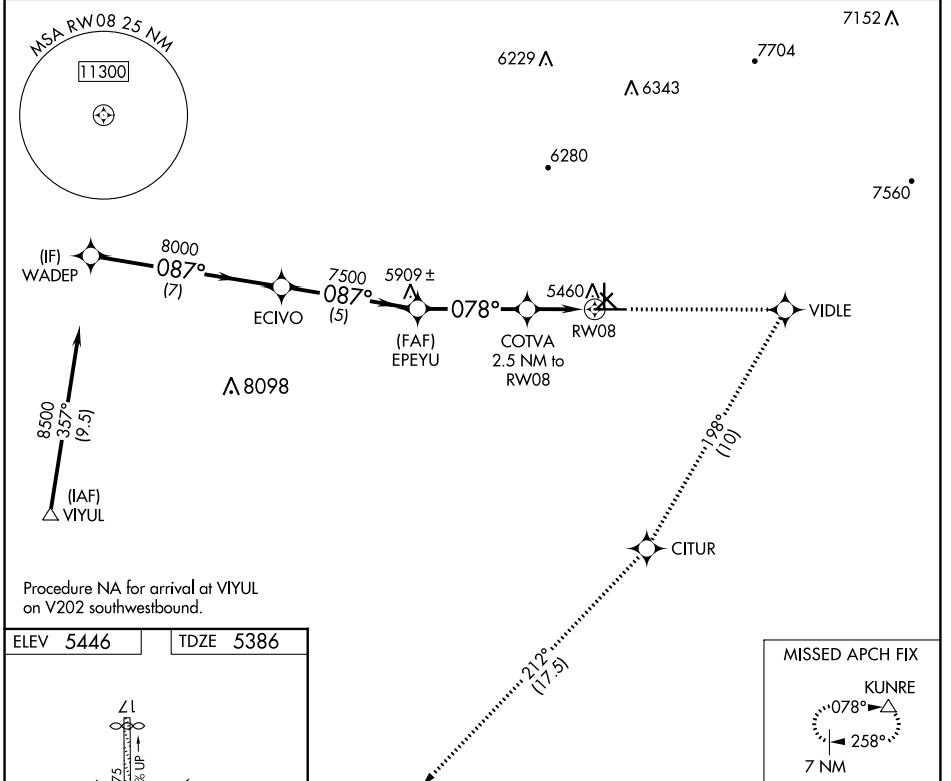 MSA RW08 25 NM
11300
7152
6229
7704
6343
6280
7560
(IF)
WADEP
8000
087°
(7)
ECIVO
7500
087°
(5)
5909 ±
(FAF)
EPEYU
078°
COTVA
2.5 NM to
RW08
5460
RW08
VIDLE
8098
8500
357°
(9.5)
(IAF)
VIYUL
198°
(10)
CITUR
212°
(17.5)
Procedure NA for arrival at VIYUL
on V202 southwestbound.
ELEV 5446
TDZE 5386
17
% UP
75
MISSED APCH FIX
KUNRE
078°
258°
7 NM